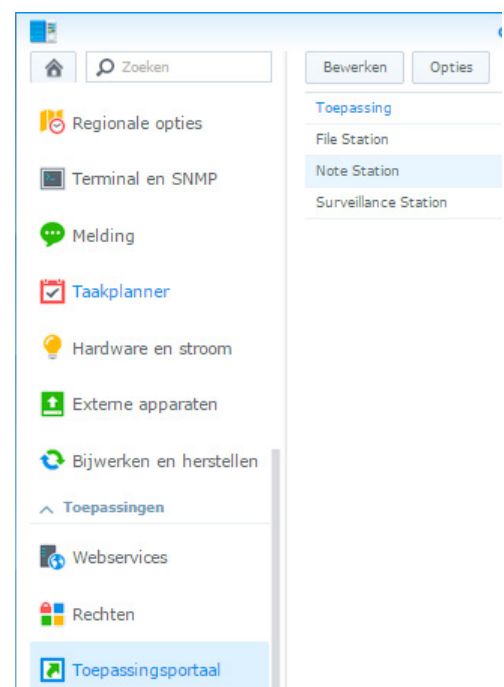 Zoeken
Regionale opties
Terminal en SNMP
Melding
Taakplanner
Hardware en stroom
Externe apparaten
Bijwerken en herstellen
Toepassingen
Webservices
Rechten
Toepassingsportaal
Bewerken
Opties
Toepassing
File Station
Note Station
Surveillance Station